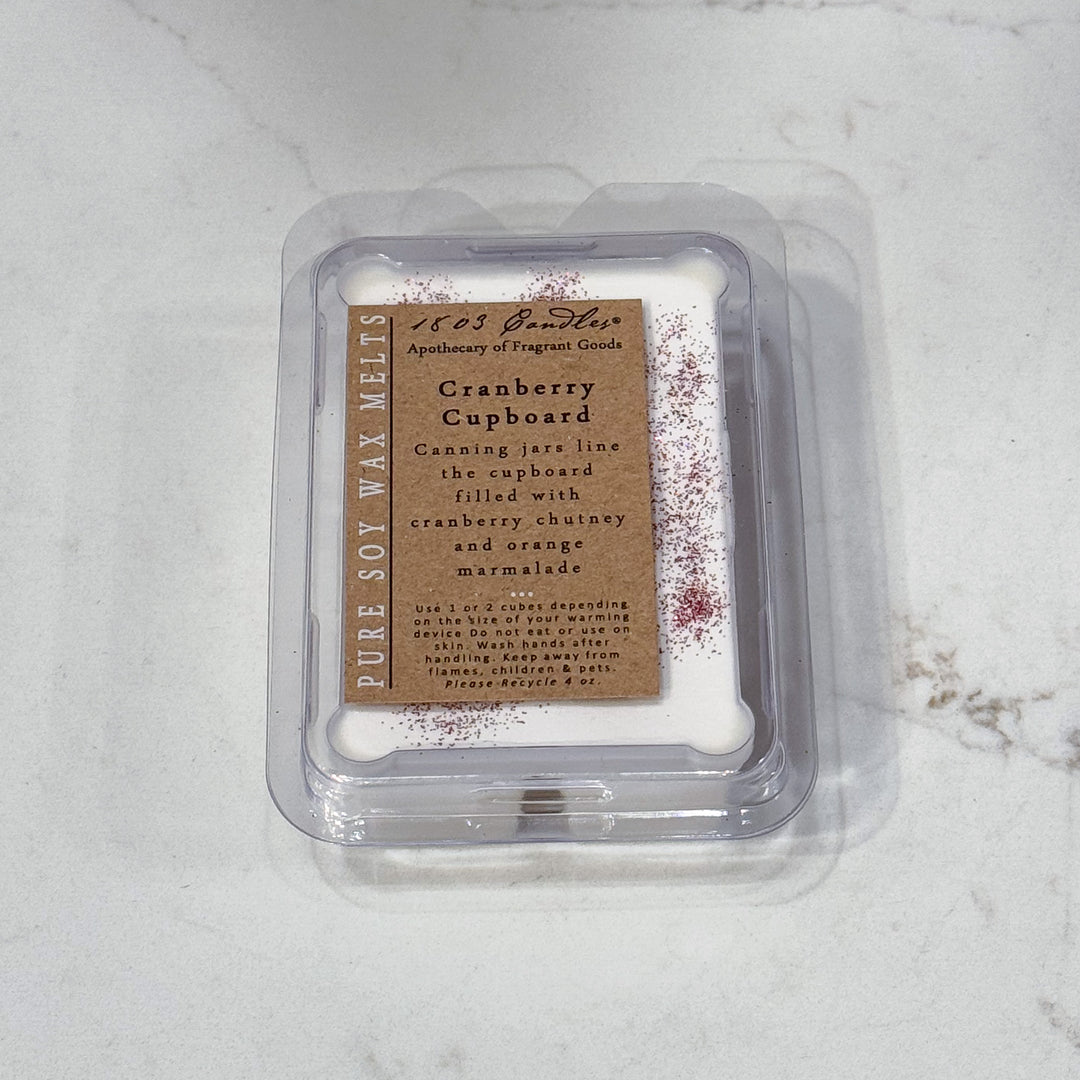 PURE SOY WAX MELTS
1803 Candles®
Apothecary of Fragrant Goods
Cranberry
Cupboard
Canning jars line
the cupboard
filled with
cranberry chutney
and orange
marmalade
Use 1 or 2 cubes depending
on the size of your warming
device Do not eat or use on
skin. Wash hands after
handling. Keep away from
flames, children & pets.
Please Recycle 4 oz.